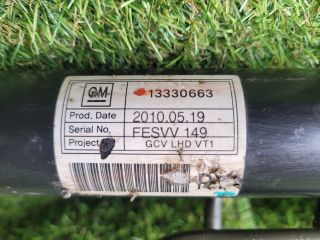 GM 13330663
Prod. Date 2010.05.19
Serial No. FESVV 149
Project GCV LHD VT1